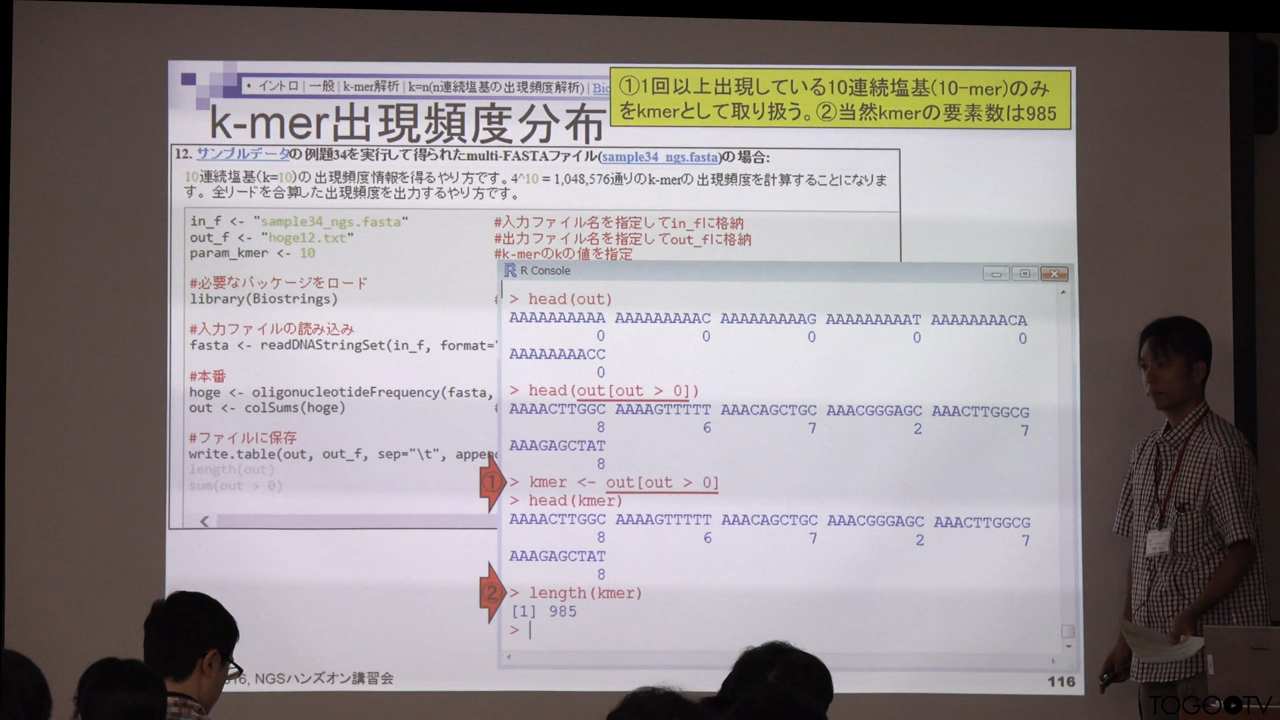 ・イントロ | 一般 | k-mer解析 | k=n(n連続塩基の出現頻度解析) | Bio
①1回以上出現している10連続塩基(10-mer)のみ
をkmerとして取り扱う。②当然kmerの要素数は985
k-mer出現頻度分布
12. サンプルデータの例題34を実行して得られたmulti-FASTAファイル(sample34_ngs.fasta)の場合:
10連続塩基(k=10)の出現頻度情報を得るやり方です。4^10 = 1,048,576通りのk-merの出現頻度を計算することになりま
す。全リードを合算した出現頻度を出力するやり方です。
in_f <- "sample34_ngs.fasta" #入力ファイル名を指定してin_fに格納
out_f <- "hoge12.txt" #出力ファイル名を指定してout_fに格納
param_kmer <- 10 #k-merのkの値を指定
#必要なパッケージをロード
library(Biostrings)
#入力ファイルの読み込み
fasta <- readDNAStringSet(in_f, format=
#本番
hoge <- oligonucleotideFrequency(fasta,
out <- colSums(hoge)
#ファイルに保存
write.table(out, out_f, sep="\t", appen
length(out)
sum(out > 0)
R Console
> head(out)
AAAAAAAAAA AAAAAAAAAC AAAAAAAAAG AAAAAAAAAT AAAAAAAACA
0 0 0 0 0
AAAAAAAACC
0
> head(out[out > 0])
AAAACTTGGC AAAAGTTTTT AAACAGCTGC AAACGGGAGC AAACTTGGCG
8 6 7 2 7
AAAGAGCTAT
8
① > kmer <- out[out > 0]
> head(kmer)
AAAACTTGGC AAAAGTTTTT AAACAGCTGC AAACGGGAGC AAACTTGGCG
8 6 7 2 7
AAAGAGCTAT
8
② > length(kmer)
[1] 985
>
16, NGSハンズオン講習会
116
TOGOTV